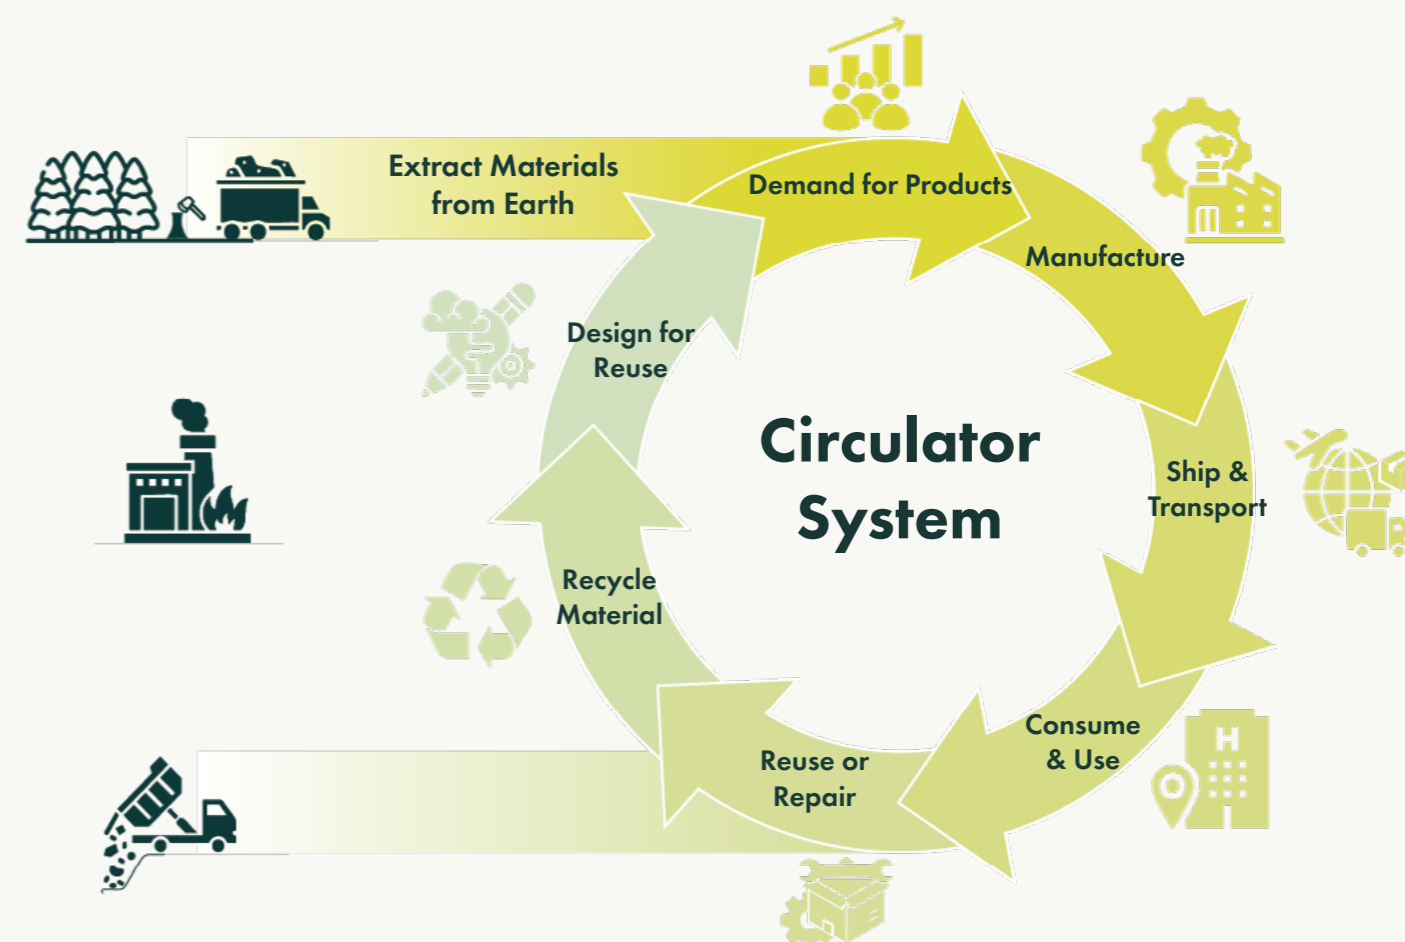 Extract Materials
from Earth
Demand for Products
Manufacture
Ship &
Transport
Consume
& Use
Reuse or
Repair
Recycle
Material
Design for
Reuse
Circulator
System
H